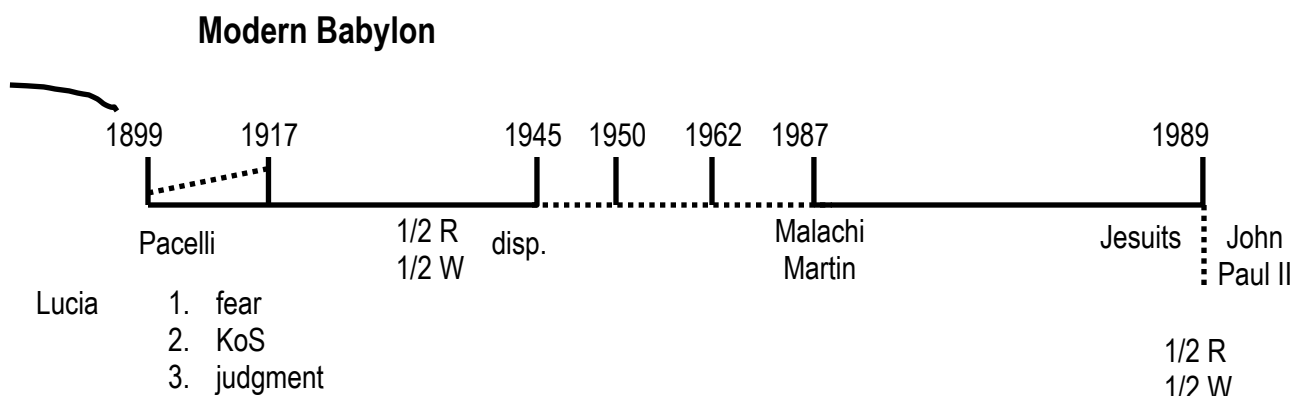 Modern Babylon
1899 1917 1945 1950 1962 1987 1989
Pacelli 1/2 R disp. Malachi Jesuits John
1/2 W Martin Paul II
Lucia 1. fear
2. KoS
3. judgment
1/2 R
1/2 W